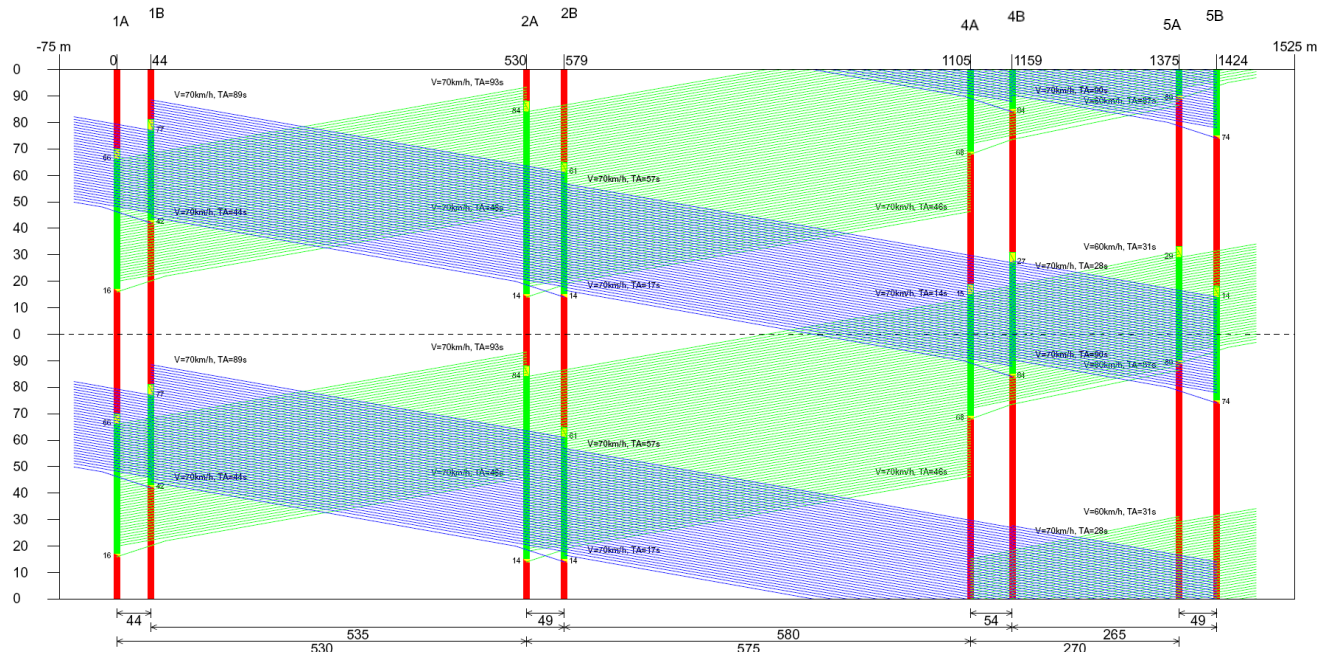 1A 1B 2A 2B 4A 4B 5A 5B
-75 m 0 44 530 579 1105 1159 1375 1424 1525 m
0
V=70km/h, TA=93s
90 V=70km/h, TA=89s V=70km/h, TA=90s 89
84 84 V=60km/h, TA=87s
80
77 74
70
66 68
61
60 V=70km/h, TA=57s
50
V=70km/h, TA=44s V=70km/h, TA=46s V=70km/h, TA=46s
42
40
30 V=60km/h, TA=31s
27 V=70km/h, TA=28s 29
20
16 V=70km/h, TA=17s 15 V=70km/h, TA=14s
14 14 14
10
0
V=70km/h, TA=93s
90 V=70km/h, TA=89s V=70km/h, TA=90s 89
84 84 V=60km/h, TA=87s
80
77 74
70
66 68
61
60 V=70km/h, TA=57s
50
V=70km/h, TA=44s V=70km/h, TA=46s V=70km/h, TA=46s
42
40
30 V=60km/h, TA=31s
V=70km/h, TA=28s
20
16 V=70km/h, TA=17s
14 14
10
0
44 49 54 49
535 580 265
530 575 270